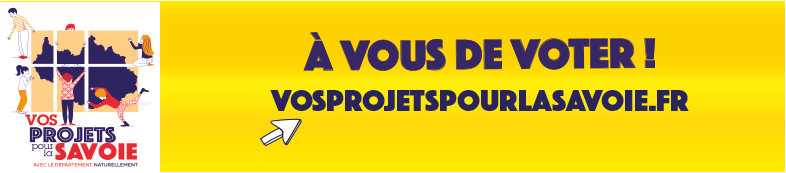 VOS
PROJETS
pour
la
SAVOIE
AVEC LE DÉPARTEMENT, NATURELLEMENT
À VOUS DE VOTER !
VOSPROJETSPOURLASAVOIE.FR